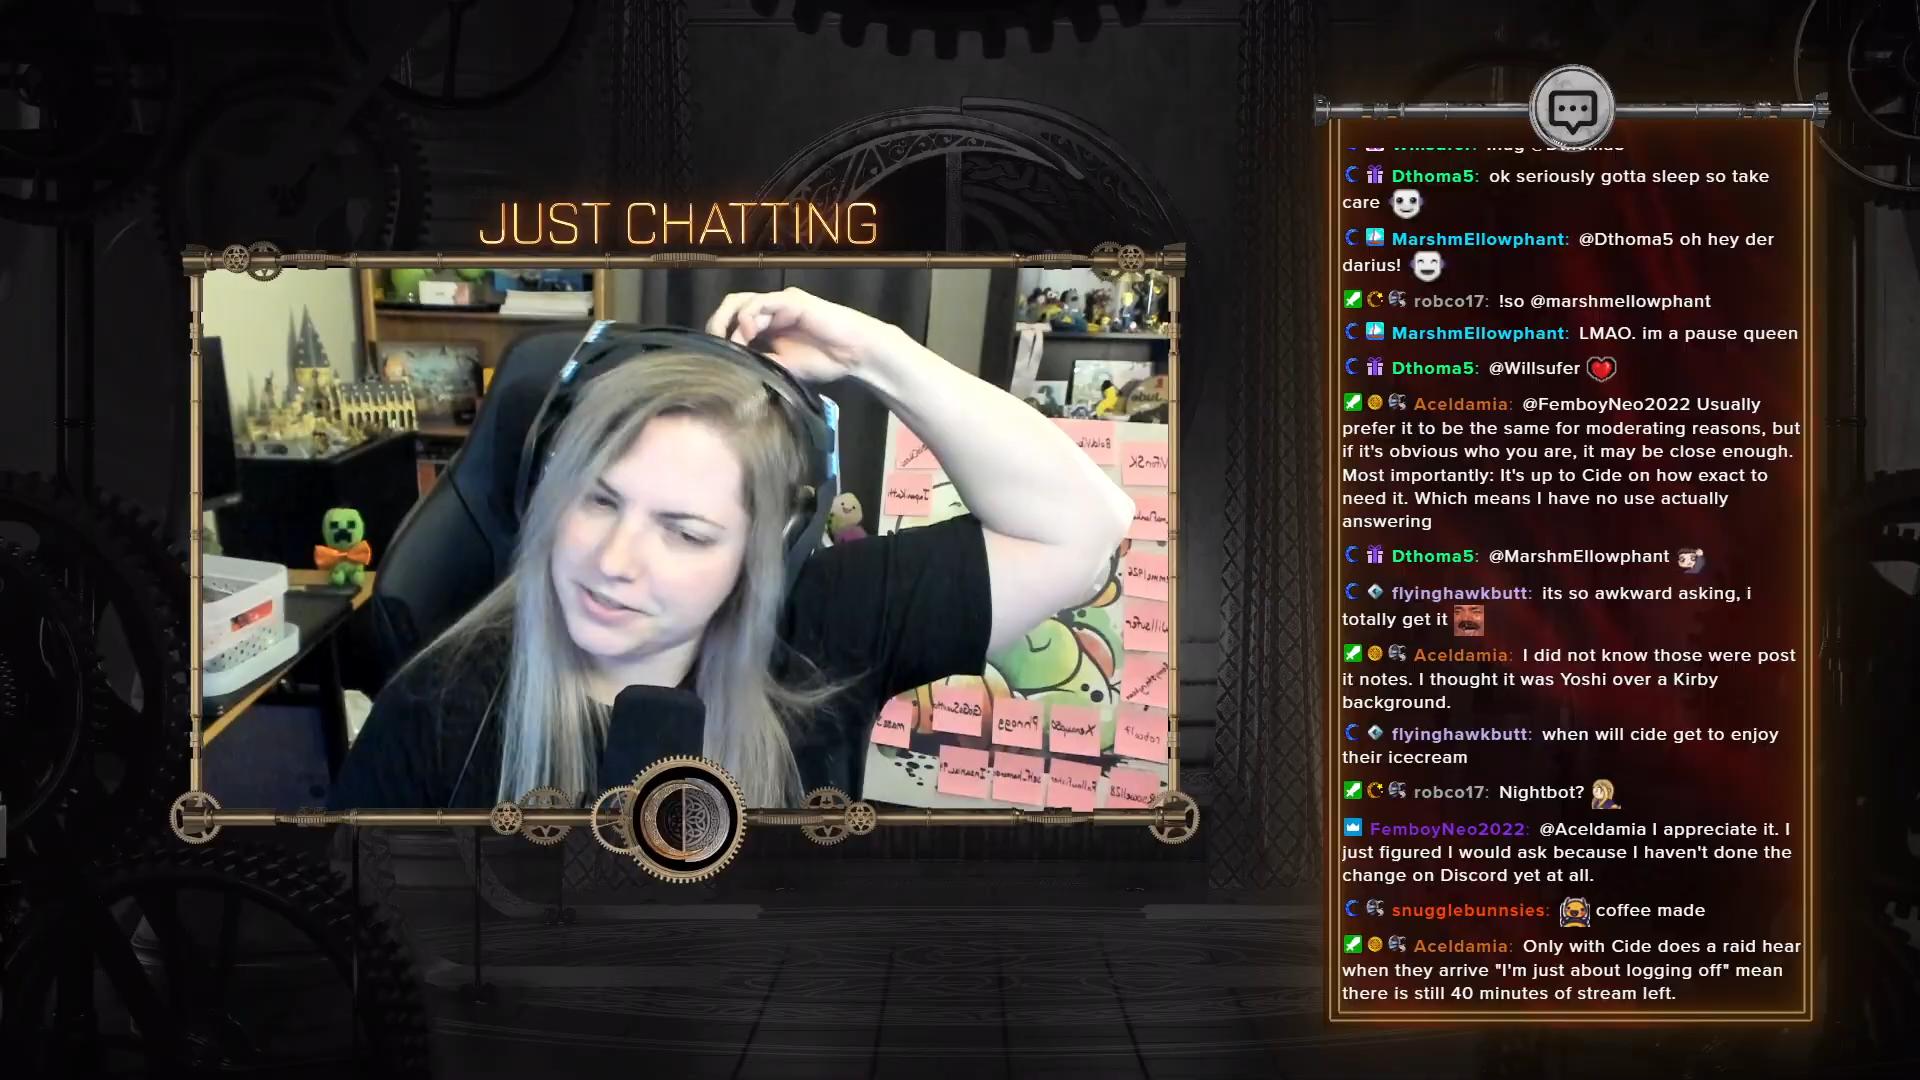 JUST CHATTING
Dthoma5: ok seriously gotta sleep so take
care
MarshmEllowphant: @Dthoma5 oh hey der
darius!
robco17: !so @marshmellowphant
MarshmEllowphant: LMAO. im a pause queen
Dthoma5: @Willsufer
Aceldamia: @FemboyNeo2022 Usually
prefer it to be the same for moderating reasons, but
if it's obvious who you are, it may be close enough.
Most importantly: It's up to Cide on how exact to
need it. Which means I have no use actually
answering
Dthoma5: @MarshmEllowphant
flyinghawkbutt: its so awkward asking, i
totally get it
Aceldamia: I did not know those were post
it notes. I thought it was Yoshi over a Kirby
background.
flyinghawkbutt: when will cide get to enjoy
their icecream
robco17: Nightbot?
FemboyNeo2022: @Aceldamia I appreciate it. I
just figured I would ask because I haven't done the
change on Discord yet at all.
snugglebunnsies: coffee made
Aceldamia: Only with Cide does a raid hear
when they arrive "I'm just about logging off" mean
there is still 40 minutes of stream left.
Willsufer
Phrogg
robco17